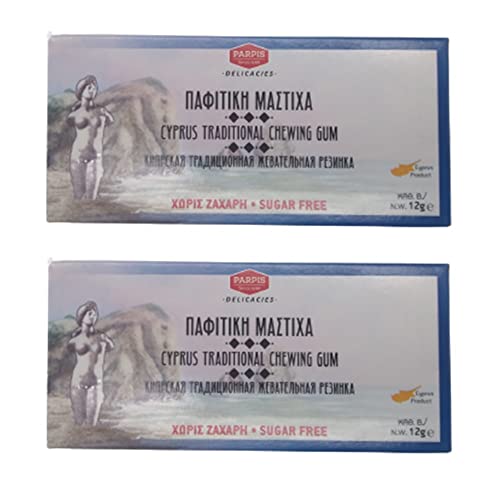 PARPIS
·DELICACIES·
ΠΑΦΙΤΙΚΗ ΜΑΣΤΙΧΑ
CYPRUS TRADITIONAL CHEWING GUM
КИПРСКАЯ ТРАДИЦИОННАЯ ЖЕВАТЕЛЬНАЯ РЕЗИНКА
Cyprus
Product
ΧΩΡΙΣ ΖΑΧΑΡΗ • SUGAR FREE
ΚΑΘ. Β./
N.W. 12g e
PARPIS
·DELICACIES·
ΠΑΦΙΤΙΚΗ ΜΑΣΤΙΧΑ
CYPRUS TRADITIONAL CHEWING GUM
КИПРСКАЯ ТРАДИЦИОННАЯ ЖЕВАТЕЛЬНАЯ РЕЗИНКА
Cyprus
Product
ΧΩΡΙΣ ΖΑΧΑΡΗ • SUGAR FREE
ΚΑΘ. Β./
N.W. 12g e